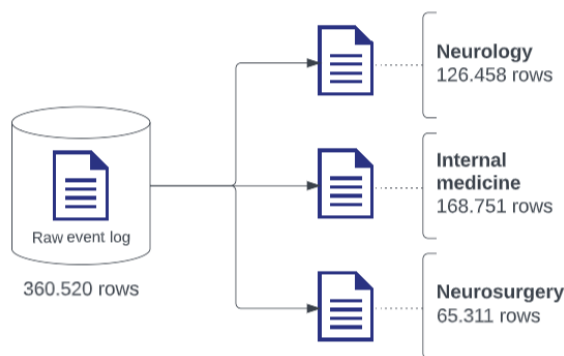 Raw event log
360.520 rows
Neurology
126.458 rows
Internal
medicine
168.751 rows
Neurosurgery
65.311 rows